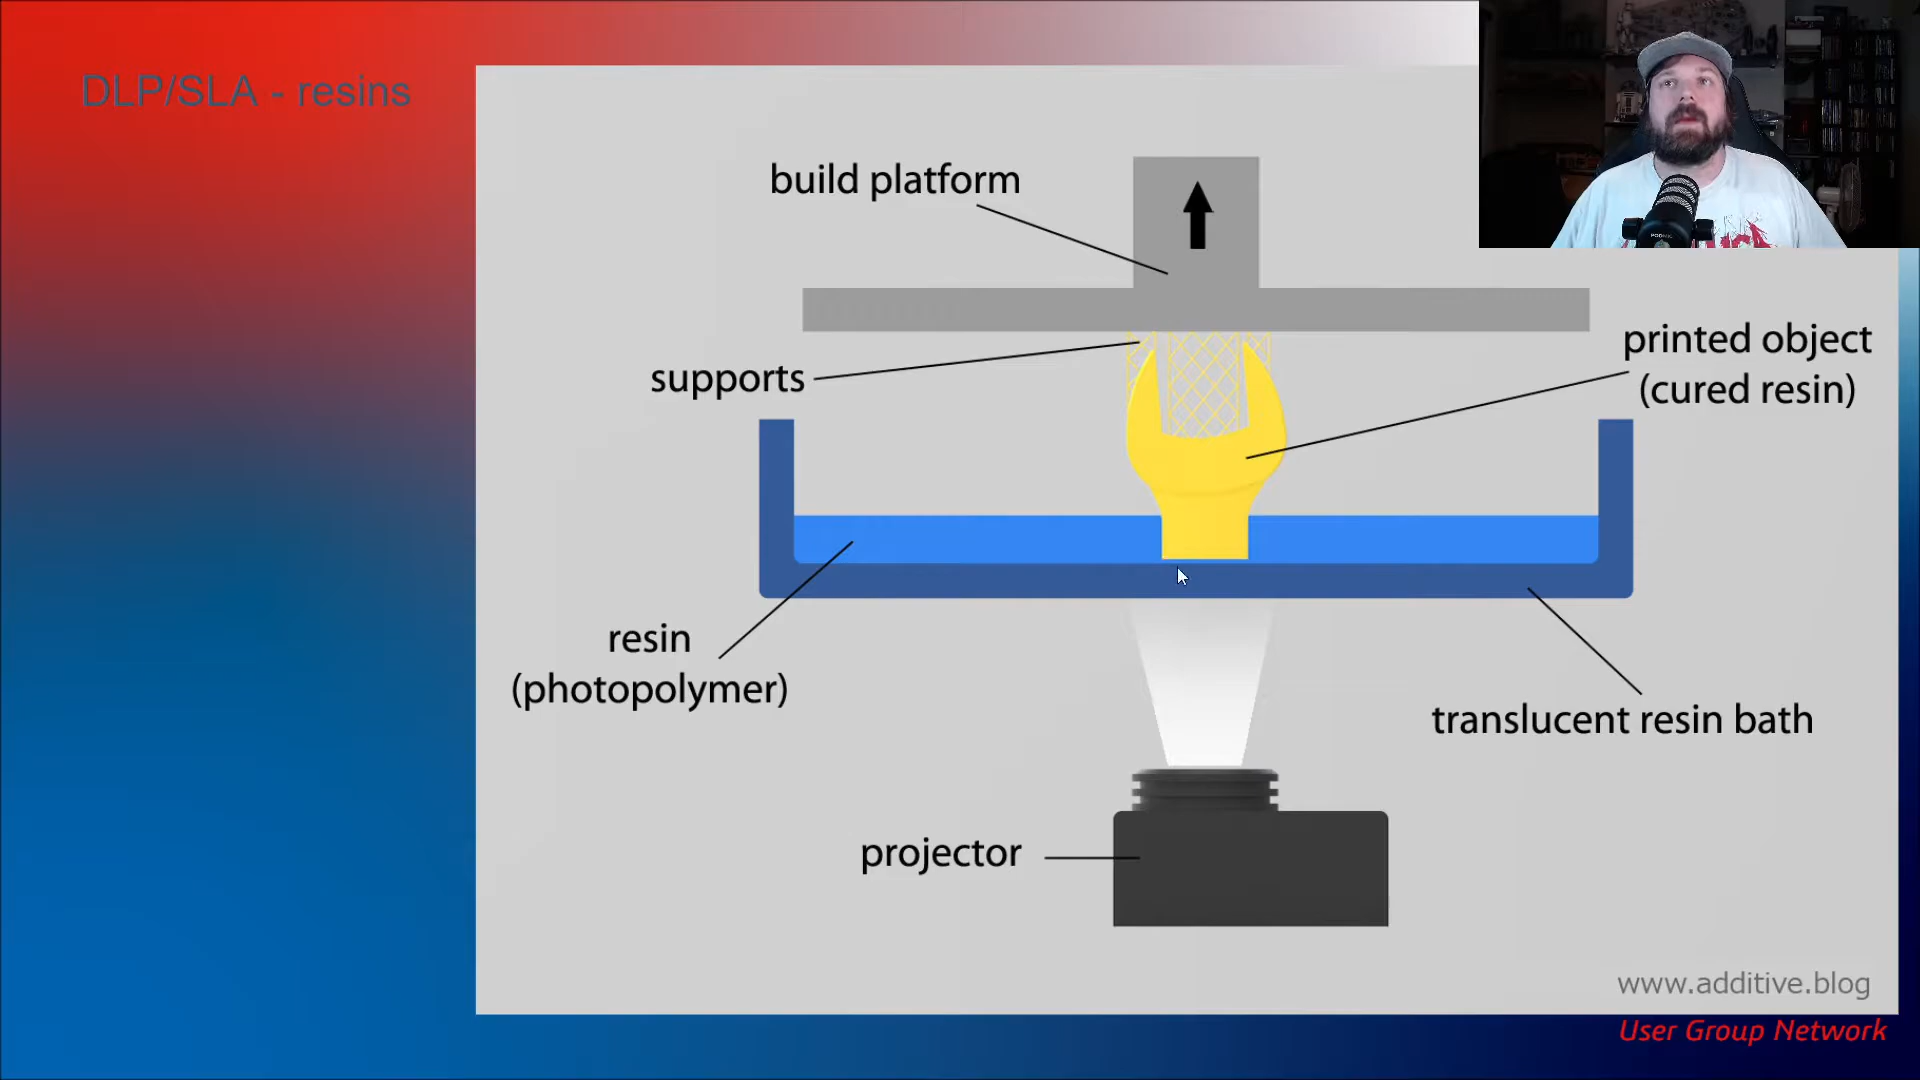 DLP/SLA - resins
build platform
supports
printed object
(cured resin)
resin
(photopolymer)
translucent resin bath
projector
www.additive.blog
User Group Network